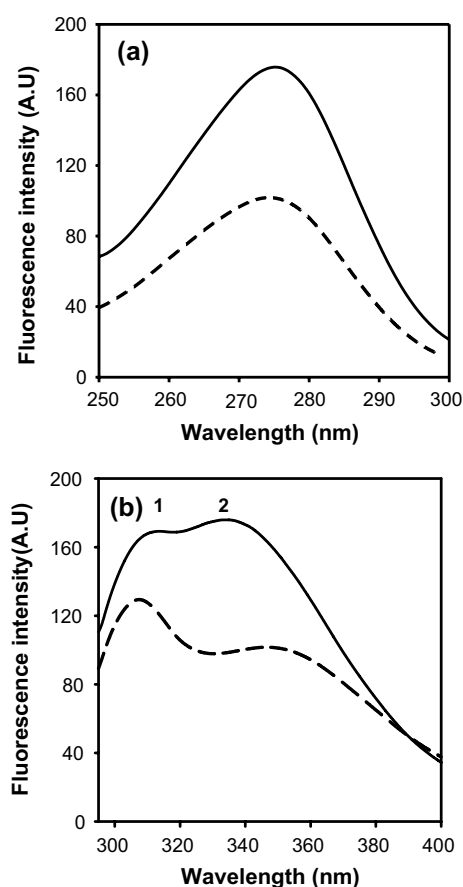 200
(a)
160
120
80
40
0
250 260 270 280 290 300
Fluorescence intensity (A.U)
Wavelength (nm)
200
(b) 1 2
160
120
80
40
0
300 320 340 360 380 400
Fluorescence intensity(A.U)
Wavelength (nm)